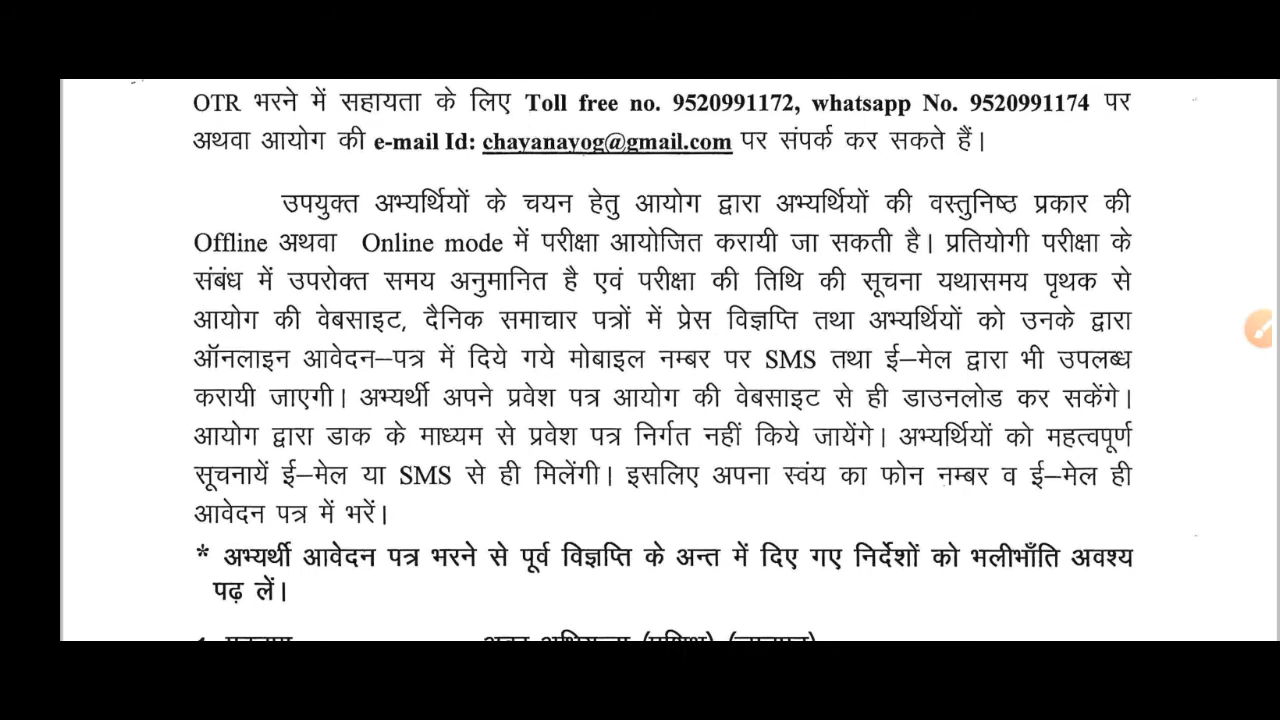 OTR भरने में सहायता के लिए Toll free no. 9520991172, whatsapp No. 9520991174 पर
अथवा आयोग की e-mail Id: chayanayog@gmail.com पर संपर्क कर सकते हैं।
उपयुक्त अभ्यर्थियों के चयन हेतु आयोग द्वारा अभ्यर्थियों की वस्तुनिष्ठ प्रकार की
Offline अथवा Online mode में परीक्षा आयोजित करायी जा सकती है। प्रतियोगी परीक्षा के
संबंध में उपरोक्त समय अनुमानित है एवं परीक्षा की तिथि की सूचना यथासमय पृथक से
आयोग की वेबसाइट, दैनिक समाचार पत्रों में प्रेस विज्ञप्ति तथा अभ्यर्थियों को उनके द्वारा
ऑनलाइन आवेदन–पत्र में दिये गये मोबाइल नम्बर पर SMS तथा ई–मेल द्वारा भी उपलब्ध
करायी जाएगी। अभ्यर्थी अपने प्रवेश पत्र आयोग की वेबसाइट से ही डाउनलोड कर सकेंगे।
आयोग द्वारा डाक के माध्यम से प्रवेश पत्र निर्गत नहीं किये जायेंगे। अभ्यर्थियों को महत्वपूर्ण
सूचनायें ई–मेल या SMS से ही मिलेंगी। इसलिए अपना स्वंय का फोन नम्बर व ई–मेल ही
आवेदन पत्र में भरें।
* अभ्यर्थी आवेदन पत्र भरने से पूर्व विज्ञप्ति के अन्त में दिए गए निर्देशों को भलीभाँति अवश्य
पढ़ लें।